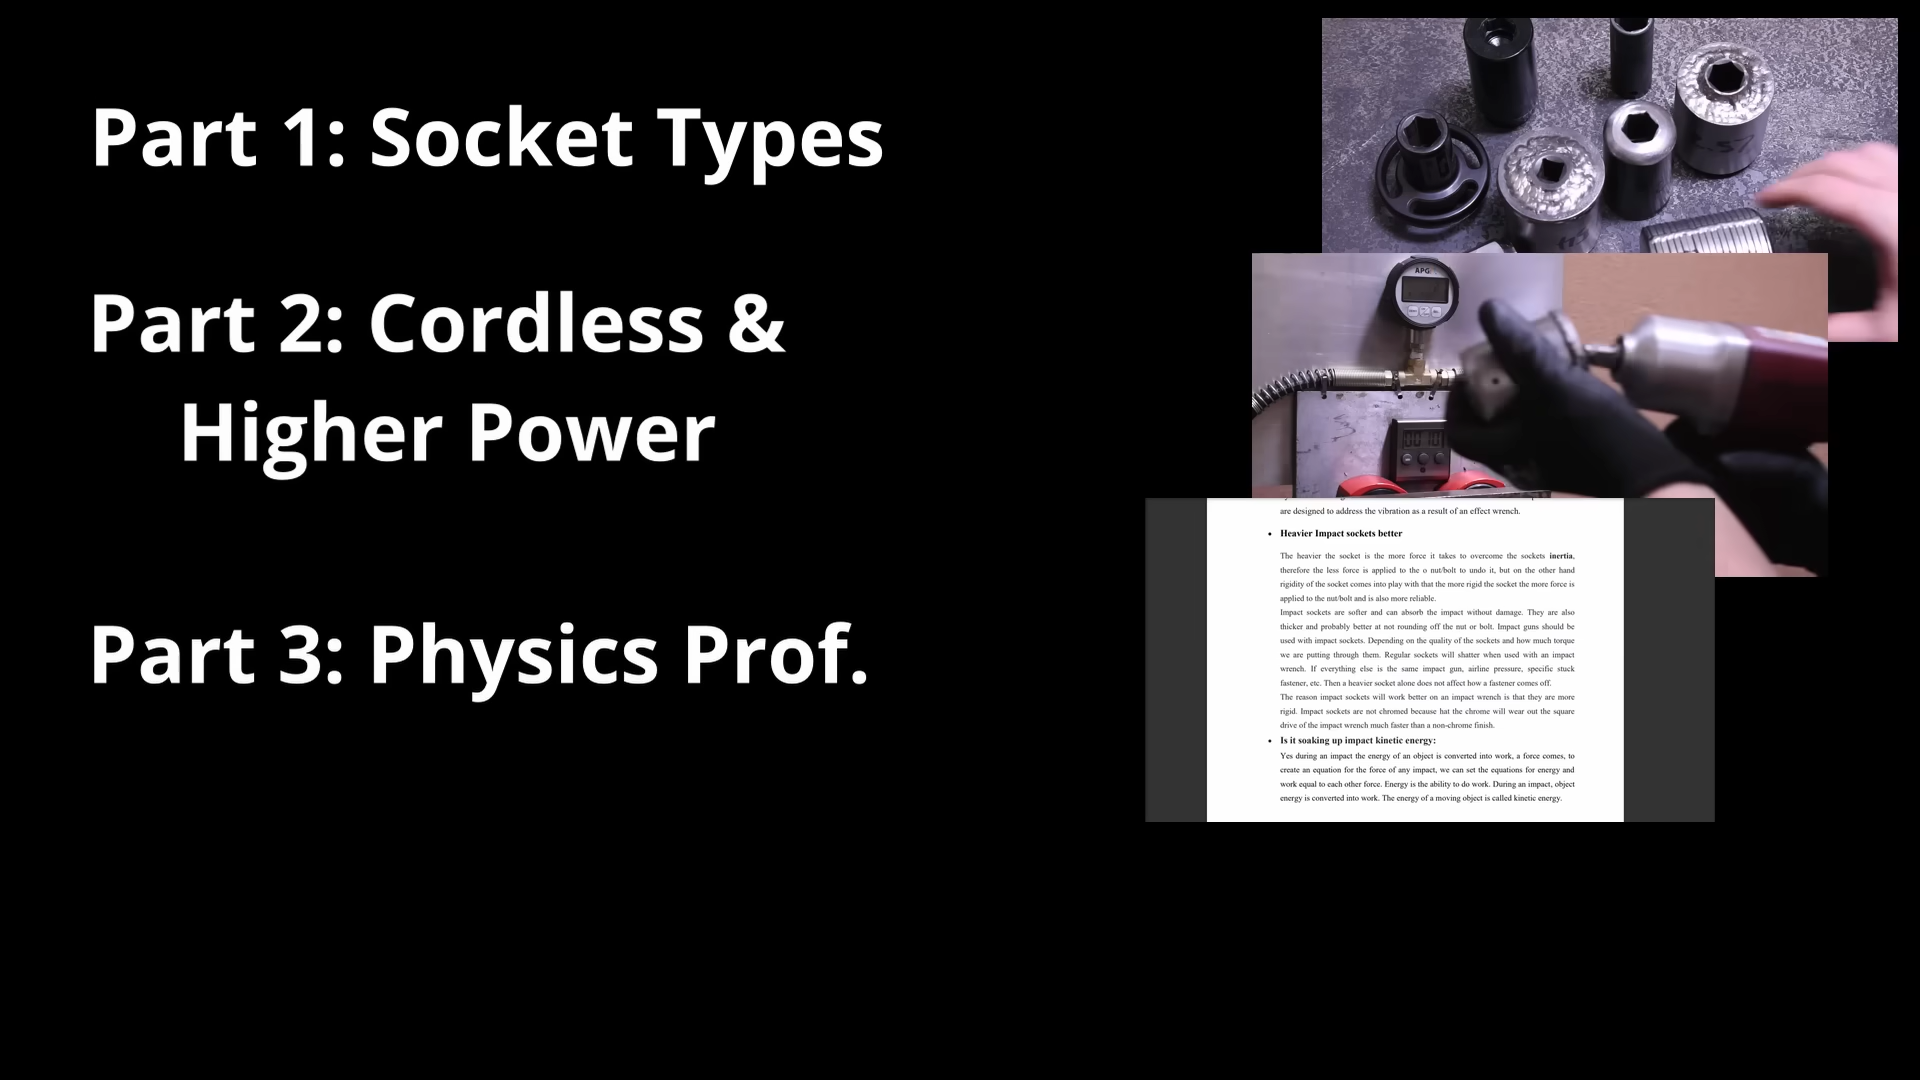 Part 1: Socket Types
Part 2: Cordless &
Higher Power
Part 3: Physics Prof.
APG
are designed to address the vibration as a result of an effect wrench.
• Heavier Impact sockets better
The heavier the socket is the more force it takes to overcome the sockets inertia,
therefore the less force is applied to the o nut/bolt to undo it, but on the other hand
rigidity of the socket comes into play with that the more rigid the socket the more force is
applied to the nut/bolt and is also more reliable.
Impact sockets are softer and can absorb the impact without damage. They are also
thicker and probably better at not rounding off the nut or bolt. Impact guns should be
used with impact sockets. Depending on the quality of the sockets and how much torque
we are putting through them. Regular sockets will shatter when used with an impact
wrench. If everything else is the same impact gun, airline pressure, specific stuck
fastener, etc. Then a heavier socket alone does not affect how a fastener comes off.
The reason impact sockets will work better on an impact wrench is that they are more
rigid. Impact sockets are not chromed because hat the chrome will wear out the square
drive of the impact wrench much faster than a non-chrome finish.
• Is it soaking up impact kinetic energy:
Yes during an impact the energy of an object is converted into work, a force comes, to
create an equation for the force of any impact, we can set the equations for energy and
work equal to each other force. Energy is the ability to do work. During an impact, object
energy is converted into work. The energy of a moving object is called kinetic energy.